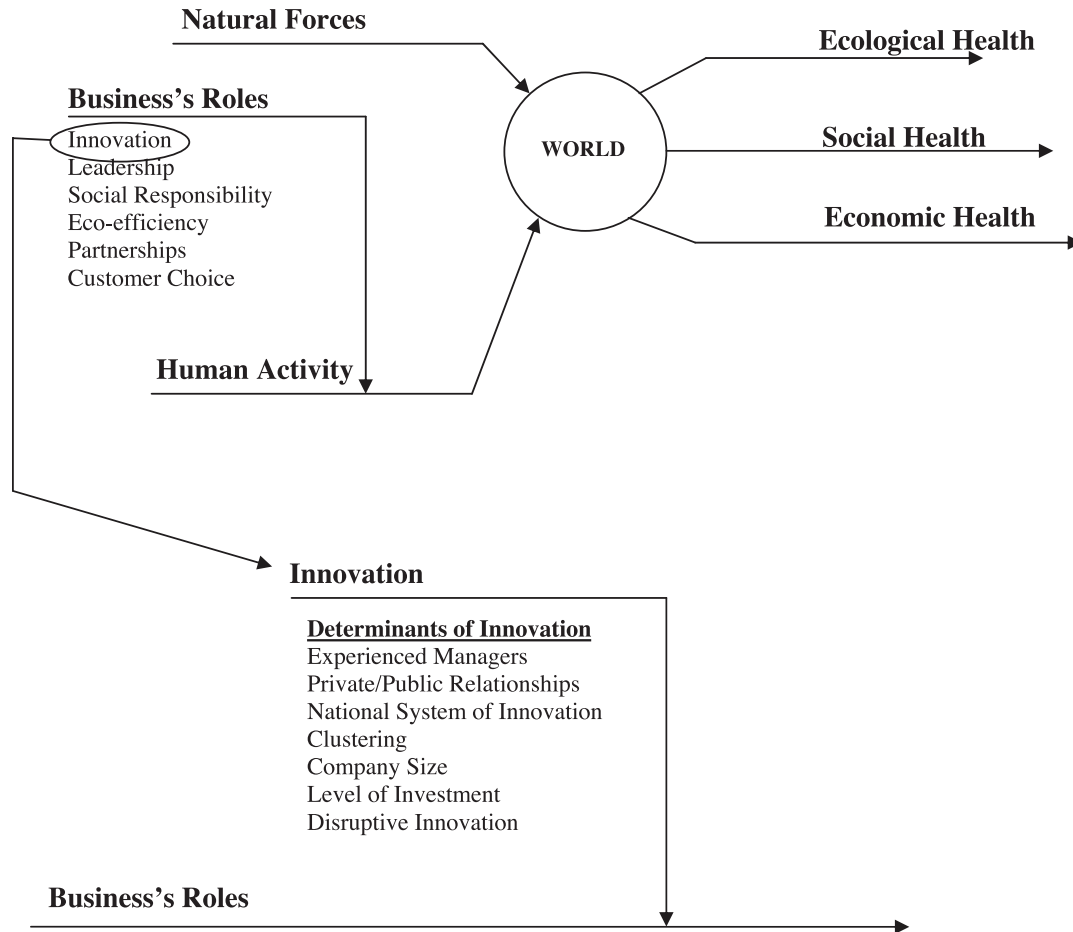 Natural Forces
Ecological Health
Business's Roles
Innovation
Leadership
Social Responsibility
Eco-efficiency
Partnerships
Customer Choice
WORLD
Social Health
Economic Health
Human Activity
Innovation
Determinants of Innovation
Experienced Managers
Private/Public Relationships
National System of Innovation
Clustering
Company Size
Level of Investment
Disruptive Innovation
Business's Roles